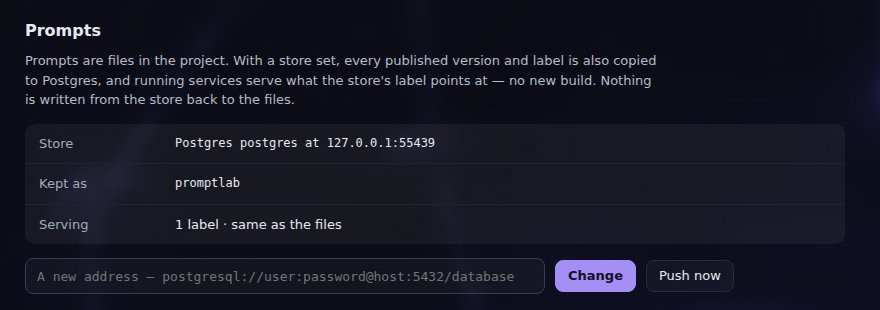 Prompts
Prompts are files in the project. With a store set, every published version and label is also copied
to Postgres, and running services serve what the store's label points at — no new build. Nothing
is written from the store back to the files.
Store Postgres postgres at 127.0.0.1:55439
Kept as promptlab
Serving 1 label · same as the files
A new address — postgresql://user:password@host:5432/database Change Push now